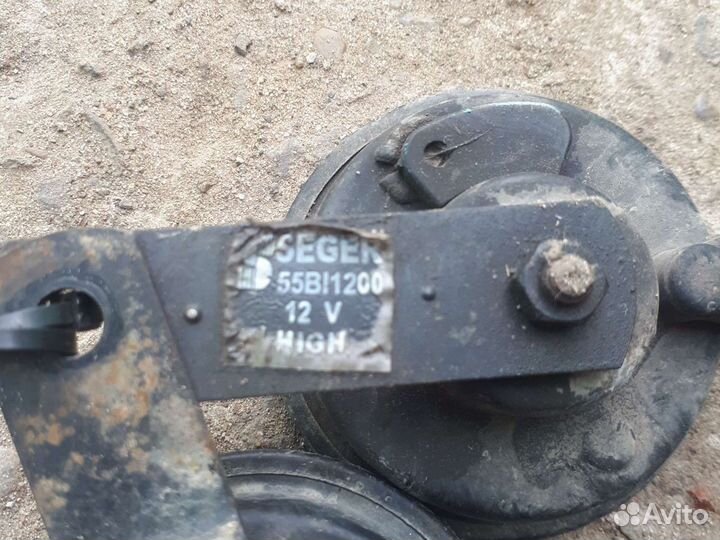 SEGER
55BI1200
12 V
HIGH
Avito